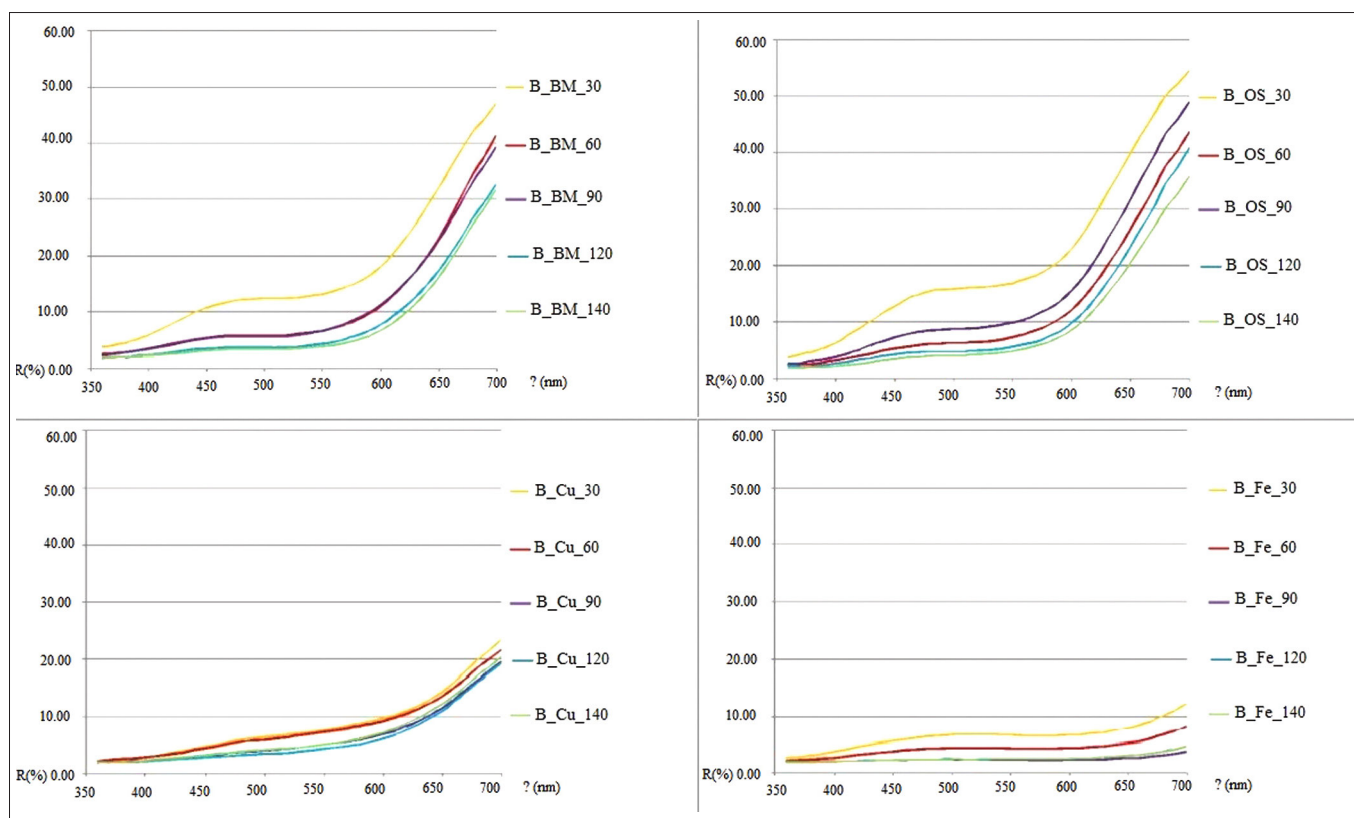 60.00
50.00
40.00
30.00
20.00
10.00
R(%) 0.00
350 400 450 500 550 600 650 700 ? (nm)
B_BM_30
B_BM_60
B_BM_90
B_BM_120
B_BM_140
60.00
50.00
40.00
30.00
20.00
10.00
R(%) 0.00
350 400 450 500 550 600 650 700 ? (nm)
B_OS_30
B_OS_60
B_OS_90
B_OS_120
B_OS_140
60.00
50.00
40.00
30.00
20.00
10.00
R(%) 0.00
350 400 450 500 550 600 650 700 ? (nm)
B_Cu_30
B_Cu_60
B_Cu_90
B_Cu_120
B_Cu_140
60.00
50.00
40.00
30.00
20.00
10.00
R(%) 0.00
350 400 450 500 550 600 650 700 ? (nm)
B_Fe_30
B_Fe_60
B_Fe_90
B_Fe_120
B_Fe_140